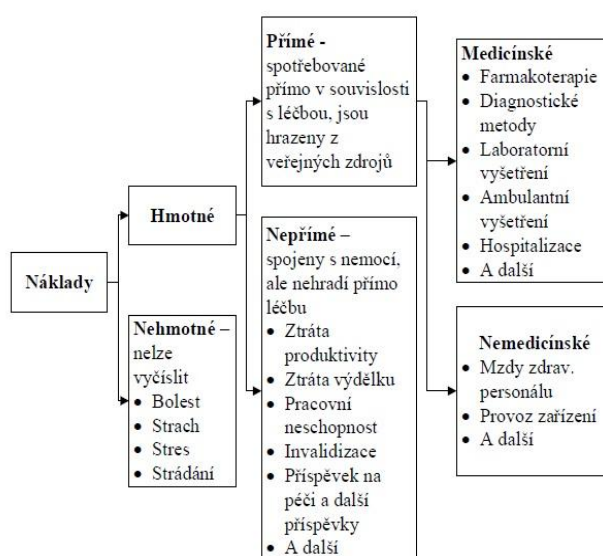 Náklady
Hmotné
Nehmotné –
nelze
vyčíslit
• Bolest
• Strach
• Stres
• Strádání
Přímé -
spotřebované
přímo v souvislosti
s léčbou, jsou
hrazeny z
veřejných zdrojů
Nepřímé –
spojeny s nemocí,
ale nehradí přímo
léčbu
• Ztráta
produktivity
• Ztráta výdělku
• Pracovní
neschopnost
• Invalidizace
• Příspěvek na
péči a další
příspěvky
• A další
Medicínské
• Farmakoterapie
• Diagnostické
metody
• Laboratorní
vyšetření
• Ambulantní
vyšetření
• Hospitalizace
• A další
Nemedicínské
• Mzdy zdrav.
personálu
• Provoz zařízení
• A další